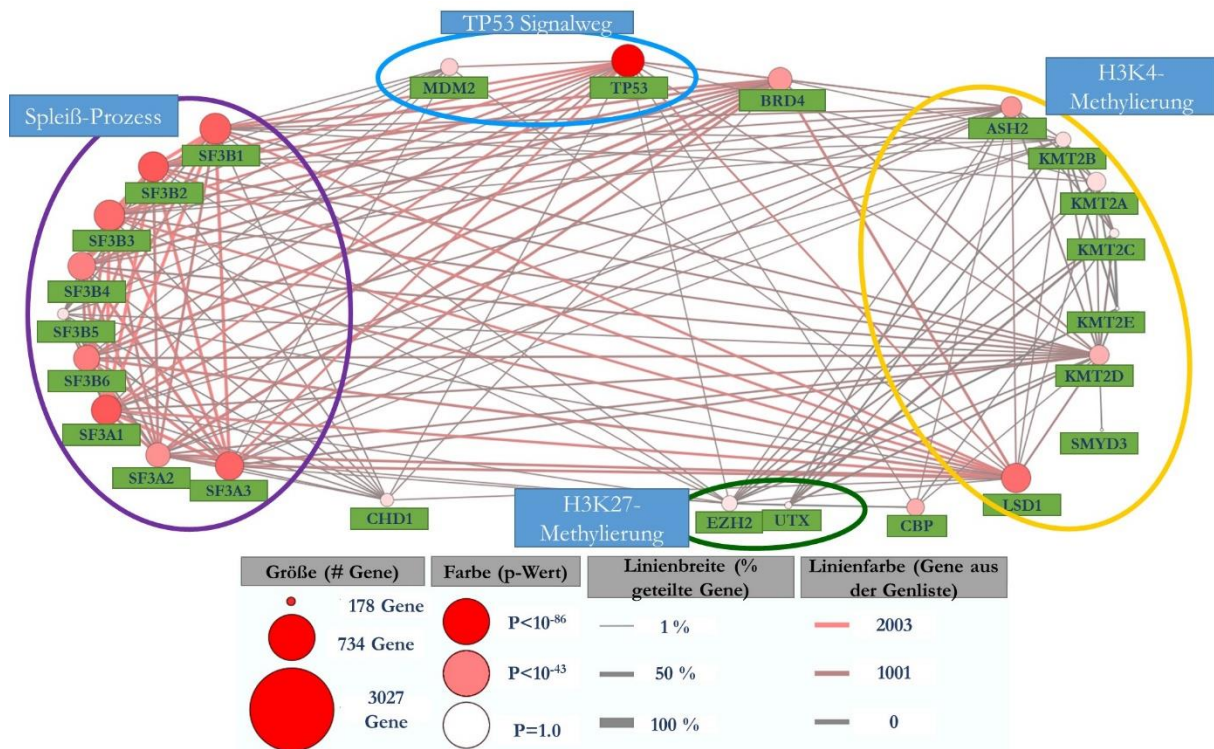 TP53 Signalweg
MDM2
TP53
BRD4
H3K4-
Methylierung
Spleiß-Prozess
SF3B1
SF3B2
SF3B3
SF3B4
SF3B5
SF3B6
SF3A1
SF3A2
SF3A3
ASH2
KMT2B
KMT2A
KMT2C
KMT2E
KMT2D
SMYD3
LSD1
CHD1
H3K27-
Methylierung
EZH2
UTX
CBP
Größe (# Gene)
178 Gene
734 Gene
3027
Gene
Farbe (p-Wert)
P<10⁻⁸⁶
P<10⁻⁴³
P=1.0
Linienbreite (%
geteilte Gene)
1 %
50 %
100 %
Linienfarbe (Gene aus
der Genliste)
2003
1001
0